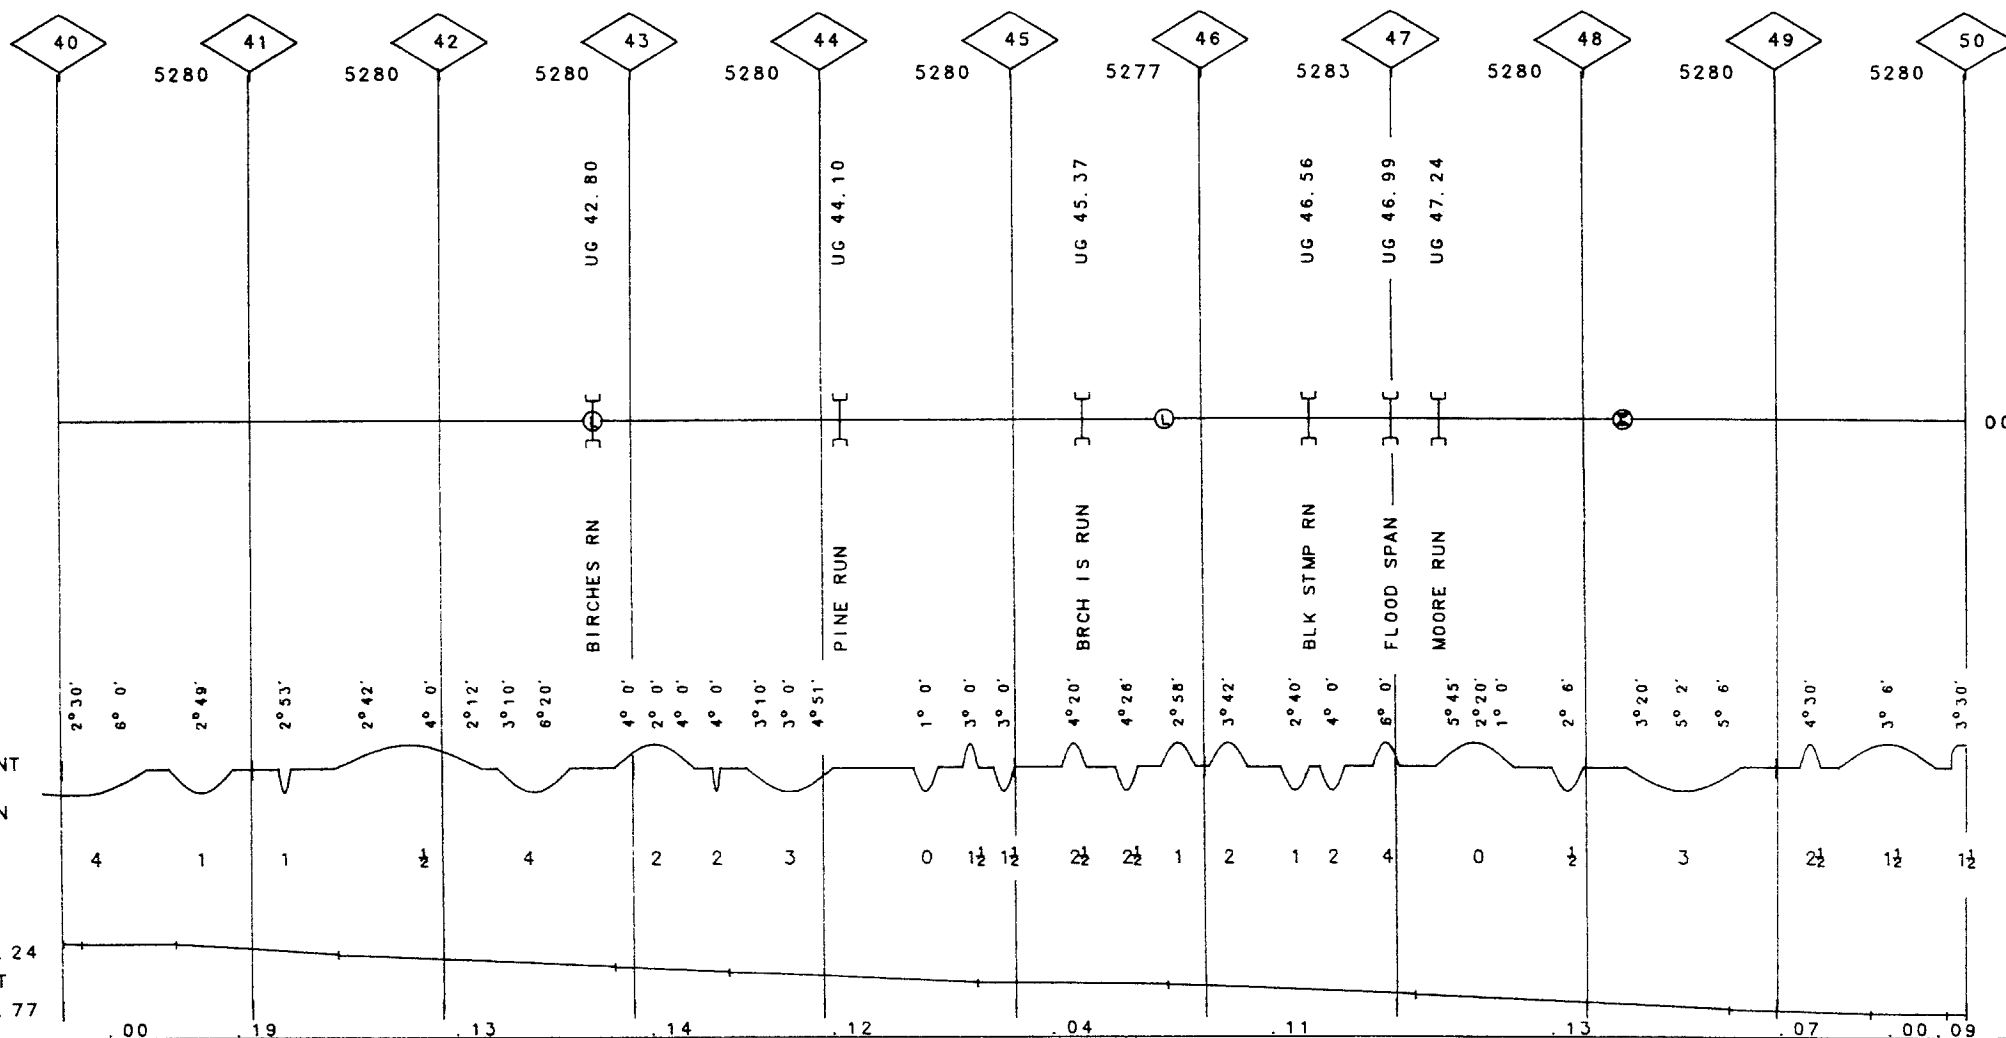 40 41 42 43 44 45 46 47 48 49 50
5280 5280 5280 5280 5280 5277 5283 5280 5280 5280
UG 42.80
UG 44.10
UG 45.37
UG 46.56
UG 46.99
UG 47.24
L L
00
BIRCHES RN
PINE RUN
BRCH IS RUN
BLK STMP RN
FLOOD SPAN
MOORE RUN
2°30'
6° 0'
2°49'
2°53'
2°42'
4° 0'
2°12'
3°10'
6°20'
4° 0'
2° 0'
4° 0'
4° 0'
3°10'
3° 0'
4°51'
1° 0'
3° 0'
3° 0'
4°20'
4°26'
2°58'
3°42'
2°40'
4° 0'
6° 0'
5°45'
2°20'
1° 0'
2° 6'
3°20'
5° 2'
5° 6'
4°30'
3° 6'
3°30'
NT
N
4 1 1 ½ 4 2 2 3 0 1½ 1½ 2½ 2½ 1 2 1 2 4 0 ½ 3 2½ 1½ 1½
24
T
77
.00 .19 .13 .14 .12 .04 .11 .13 .07 .00 .09